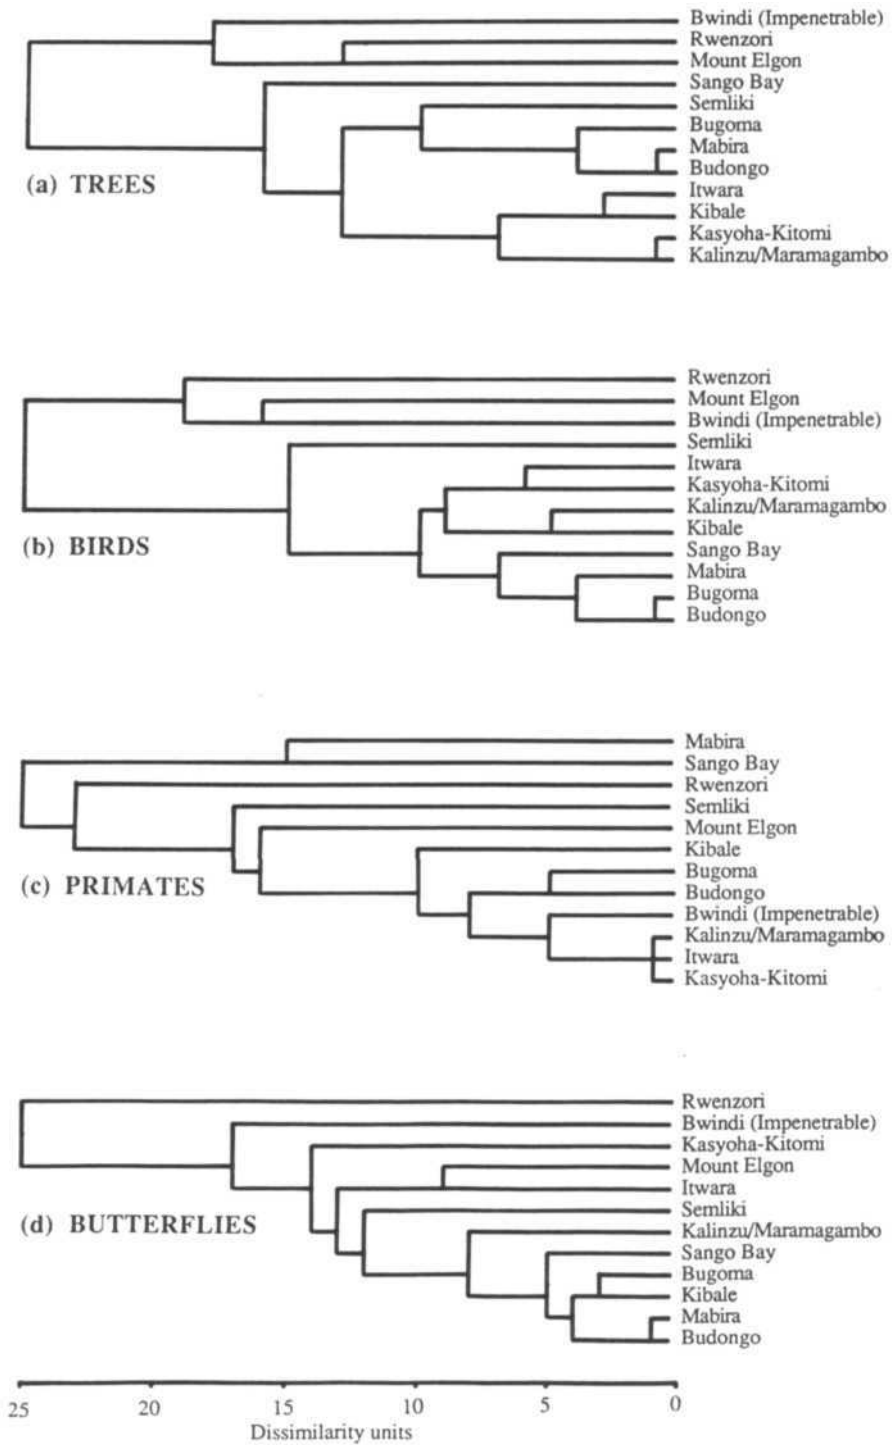 Bwindi (Impenetrable)
Rwenzori
Mount Elgon
Sango Bay
Semliki
Bugoma
Mabira
Budongo
Itwara
Kibale
Kasyoha-Kitomi
Kalinzu/Maramagambo
(a) TREES
Rwenzori
Mount Elgon
Bwindi (Impenetrable)
Semliki
Itwara
Kasyoha-Kitomi
Kalinzu/Maramagambo
Kibale
Sango Bay
Mabira
Bugoma
Budongo
(b) BIRDS
Mabira
Sango Bay
Rwenzori
Semliki
Mount Elgon
Kibale
Bugoma
Budongo
Bwindi (Impenetrable)
Kalinzu/Maramagambo
Itwara
Kasyoha-Kitomi
(c) PRIMATES
Rwenzori
Bwindi (Impenetrable)
Kasyoha-Kitomi
Mount Elgon
Itwara
Semliki
Kalinzu/Maramagambo
Sango Bay
Bugoma
Kibale
Mabira
Budongo
(d) BUTTERFLIES
25 20 15 10 5 0
Dissimilarity units